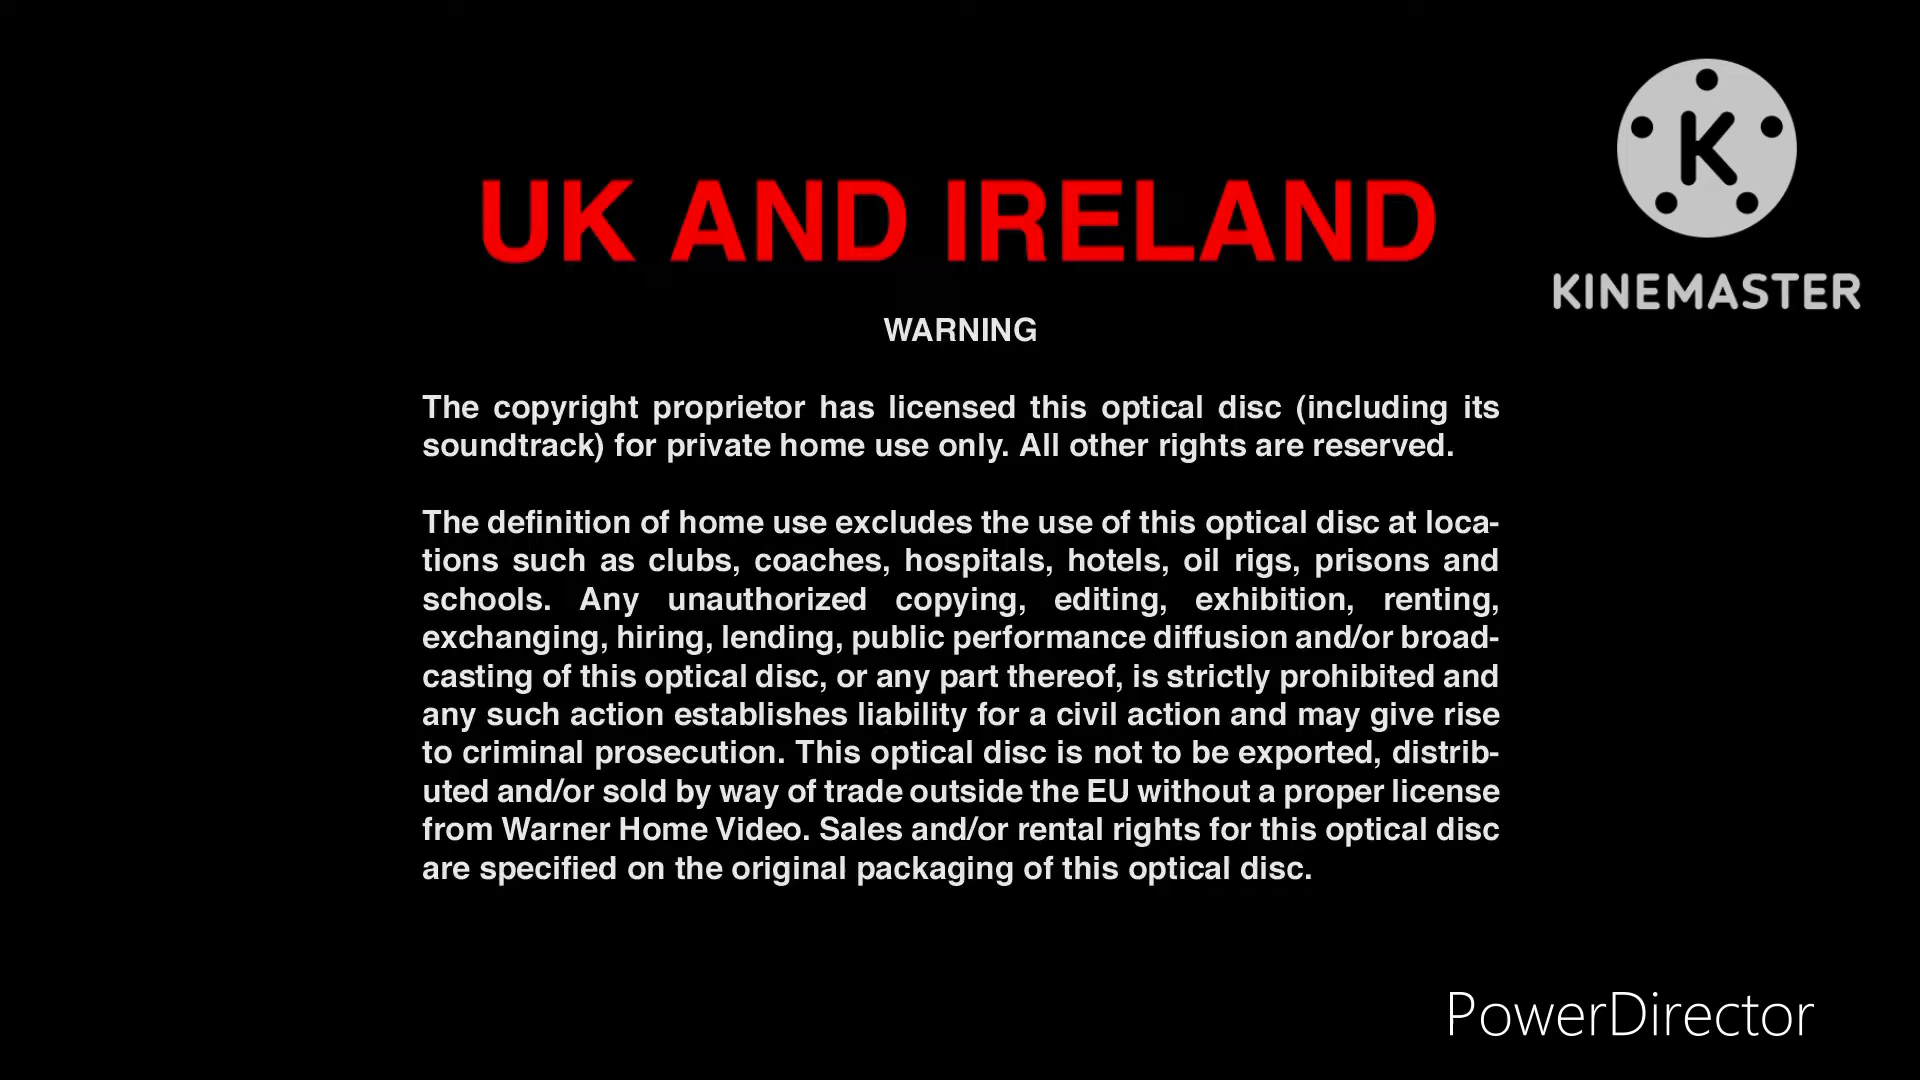 UK AND IRELAND
K
KINEMASTER
WARNING
The copyright proprietor has licensed this optical disc (including its
soundtrack) for private home use only. All other rights are reserved.
The definition of home use excludes the use of this optical disc at loca-
tions such as clubs, coaches, hospitals, hotels, oil rigs, prisons and
schools. Any unauthorized copying, editing, exhibition, renting,
exchanging, hiring, lending, public performance diffusion and/or broad-
casting of this optical disc, or any part thereof, is strictly prohibited and
any such action establishes liability for a civil action and may give rise
to criminal prosecution. This optical disc is not to be exported, distrib-
uted and/or sold by way of trade outside the EU without a proper license
from Warner Home Video. Sales and/or rental rights for this optical disc
are specified on the original packaging of this optical disc.
PowerDirector